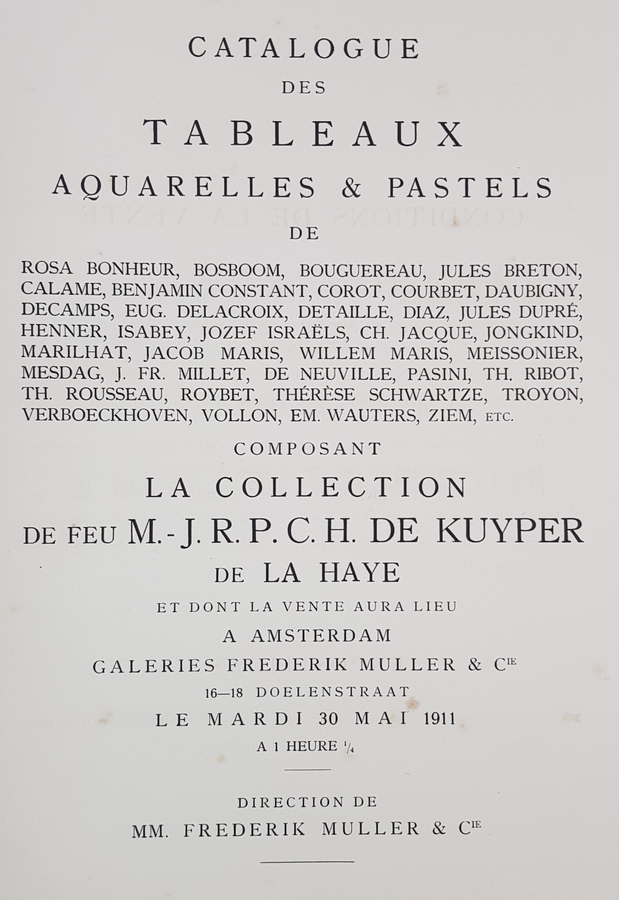 CATALOGUE
DES
TABLEAUX
AQUARELLES & PASTELS
DE
ROSA BONHEUR, BOSBOOM, BOUGUEREAU, JULES BRETON,
CALAME, BENJAMIN CONSTANT, COROT, COURBET, DAUBIGNY,
DECAMPS, EUG. DELACROIX, DETAILLE, DIAZ, JULES DUPRÉ,
HENNER, ISABEY, JOZEF ISRAËLS, CH. JACQUE, JONGKIND,
MARILHAT, JACOB MARIS, WILLEM MARIS, MEISSONIER,
MESDAG, J. FR. MILLET, DE NEUVILLE, PASINI, TH. RIBOT,
TH. ROUSSEAU, ROYBET, THÉRÈSE SCHWARTZE, TROYON,
VERBOECKHOVEN, VOLLON, EM. WAUTERS, ZIEM, ETC.
COMPOSANT
LA COLLECTION
DE FEU M.-J. R. P. C. H. DE KUYPER
DE LA HAYE
ET DONT LA VENTE AURA LIEU
A AMSTERDAM
GALERIES FREDERIK MULLER & CIE
16—18 DOELENSTRAAT
LE MARDI 30 MAI 1911
A 1 HEURE 1/4
DIRECTION DE
MM. FREDERIK MULLER & CIE